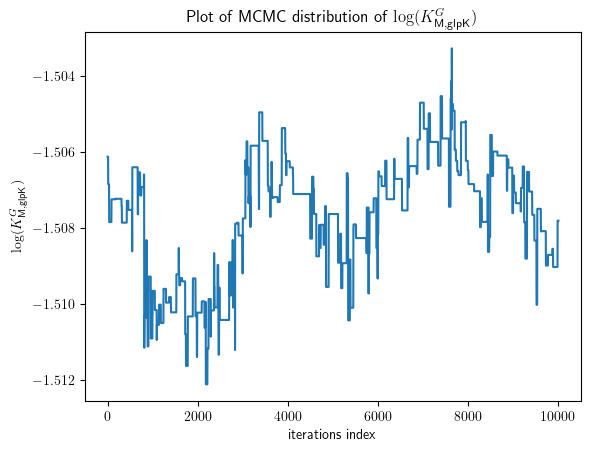 Plot of MCMC distribution of log(K^G_M,glpK)
−1.504
−1.506
−1.508
−1.510
−1.512
log(K^G_M,glpK)
0 2000 4000 6000 8000 10000
iterations index